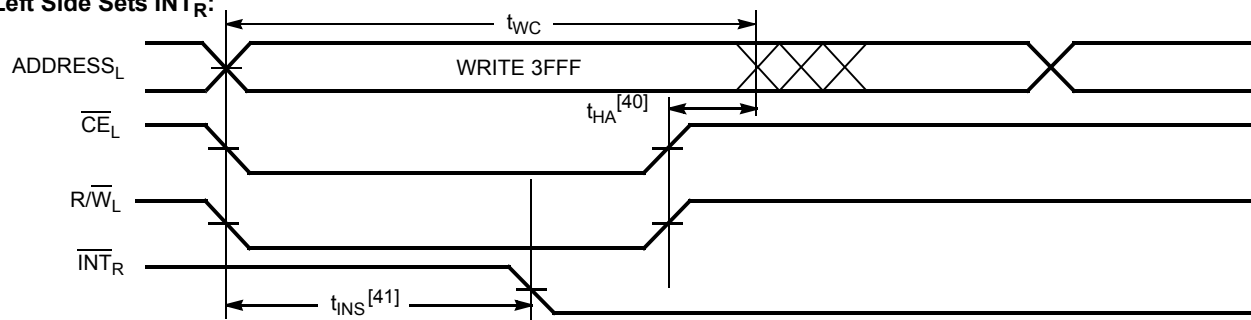 Left Side Sets INTR:
tWC
ADDRESSL
WRITE 3FFF
tHA[40]
CEL
R/WL
INTR
tINS[41]